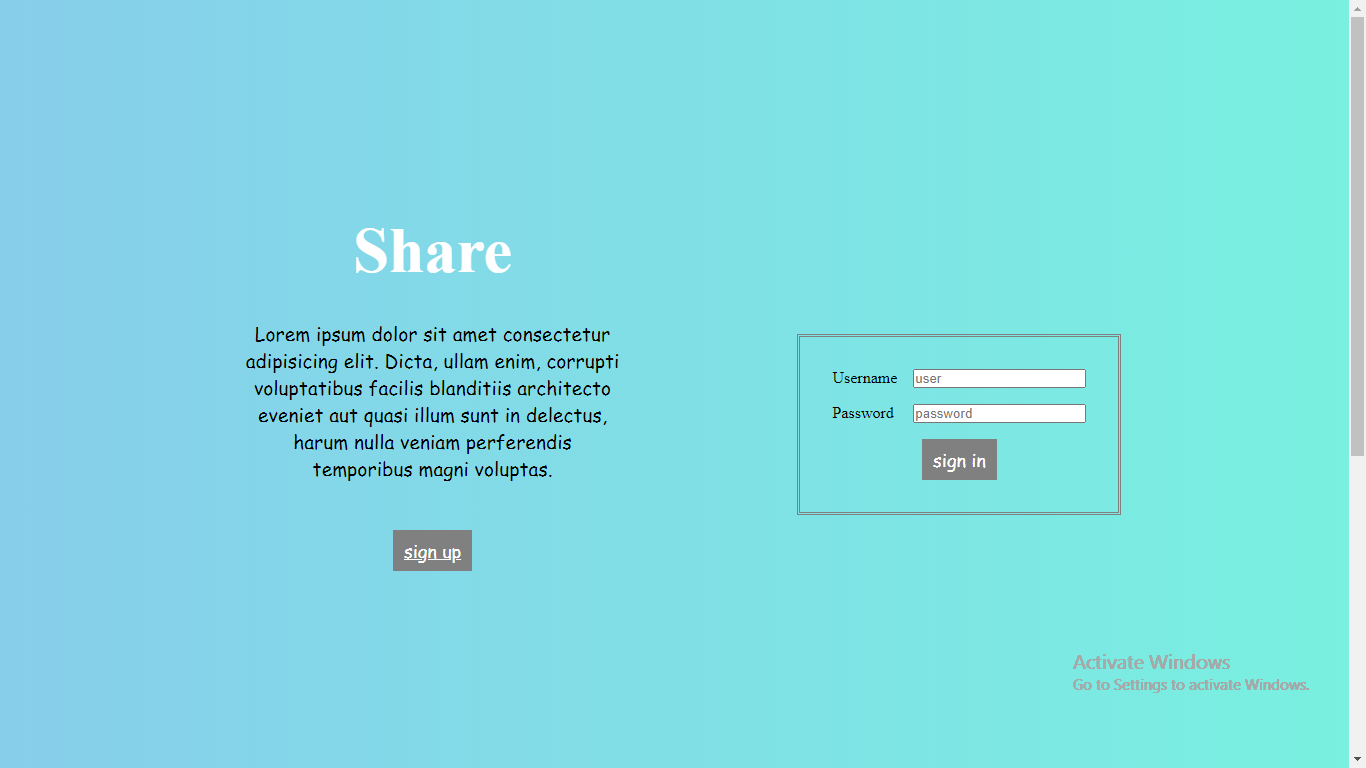 Share
Lorem ipsum dolor sit amet consectetur
adipisicing elit. Dicta, ullam enim, corrupti
voluptatibus facilis blanditiis architecto
eveniet aut quasi illum sunt in delectus,
harum nulla veniam perferendis
temporibus magni voluptas.
sign up
Username user
Password password
sign in
Activate Windows
Go to Settings to activate Windows.